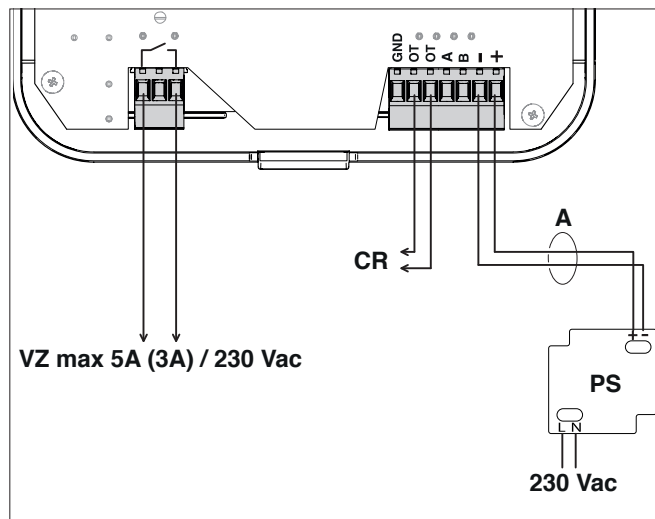 GND OT OT A B - +
A
CR
VZ max 5A (3A) / 230 Vac
+ -
PS
L N
230 Vac